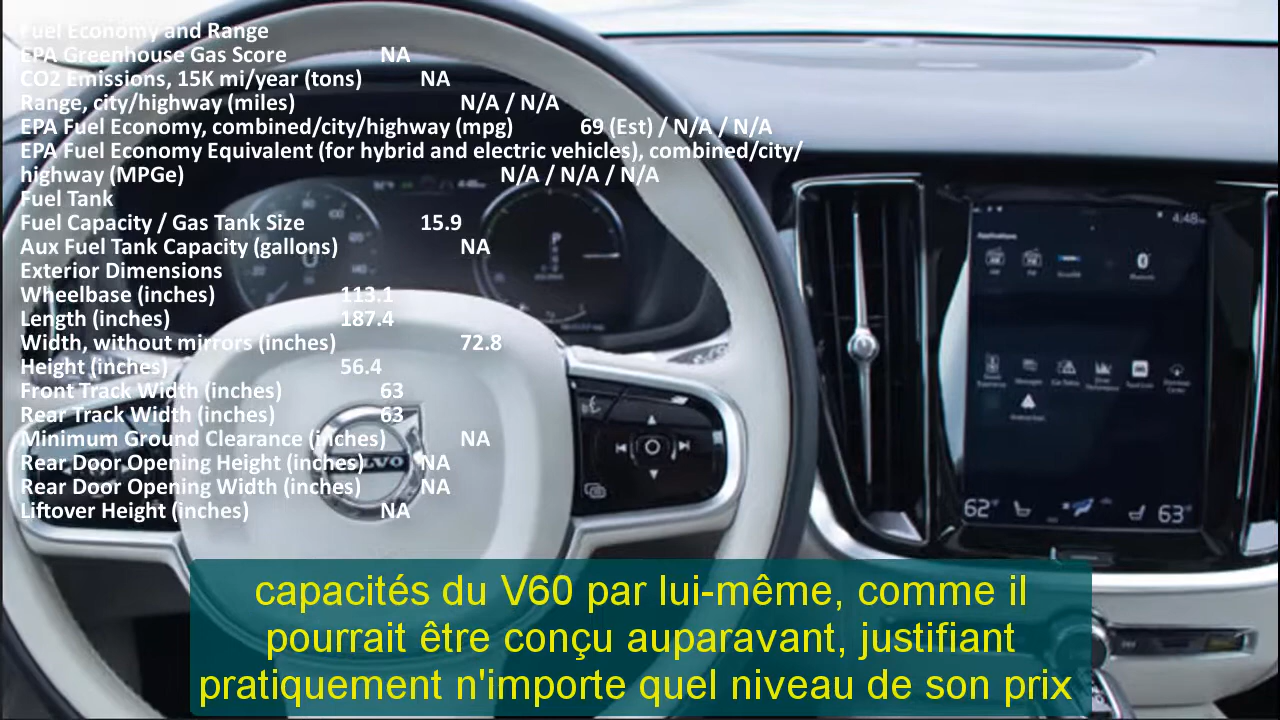 Fuel Economy and Range
EPA Greenhouse Gas Score NA
CO2 Emissions, 15K mi/year (tons) NA
Range, city/highway (miles) N/A / N/A
EPA Fuel Economy, combined/city/highway (mpg) 69 (Est) / N/A / N/A
EPA Fuel Economy Equivalent (for hybrid and electric vehicles), combined/city/
highway (MPGe) N/A / N/A / N/A
Fuel Tank
Fuel Capacity / Gas Tank Size 15.9
Aux Fuel Tank Capacity (gallons) NA
Exterior Dimensions
Wheelbase (inches) 113.1
Length (inches) 187.4
Width, without mirrors (inches) 72.8
Height (inches) 56.4
Front Track Width (inches) 63
Rear Track Width (inches) 63
Minimum Ground Clearance (inches) NA
Rear Door Opening Height (inches) NA
Rear Door Opening Width (inches) NA
Liftover Height (inches) NA
4:48
Applications
Bluetooth
62° 63°
capacités du V60 par lui-même, comme il
pourrait être conçu auparavant, justifiant
pratiquement n'importe quel niveau de son prix